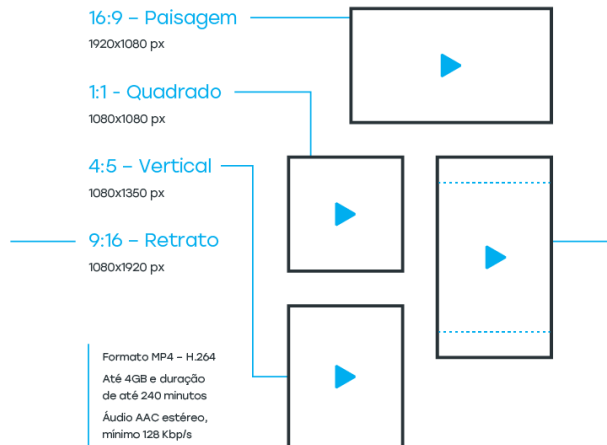 16:9 – Paisagem
1920x1080 px
1:1 - Quadrado
1080x1080 px
4:5 – Vertical
1080x1350 px
9:16 – Retrato
1080x1920 px
Formato MP4 – H.264
Até 4GB e duração
de até 240 minutos
Áudio AAC estéreo,
mínimo 128 Kbp/s